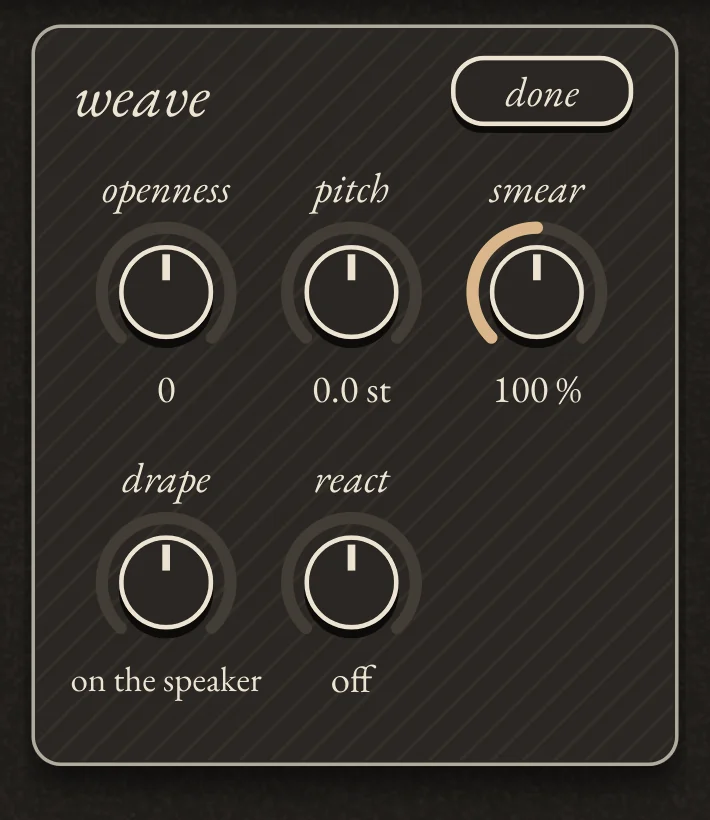 weave
done
openness pitch smear
0 0.0 st 100 %
drape react
on the speaker off